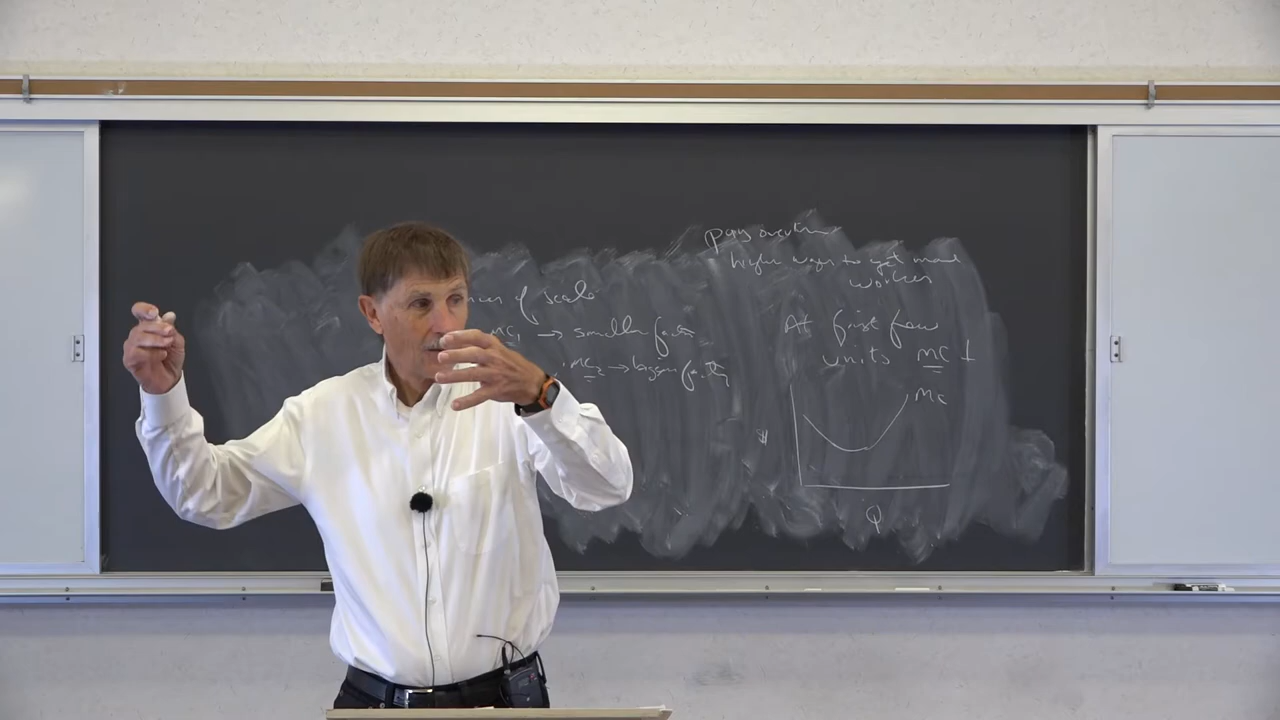 of scale
MC₁ → smaller facility
MC₂ → bigger facility
pay overtime
higher wages to get more
workers
At first few
units MC ↓
MC
$
Q